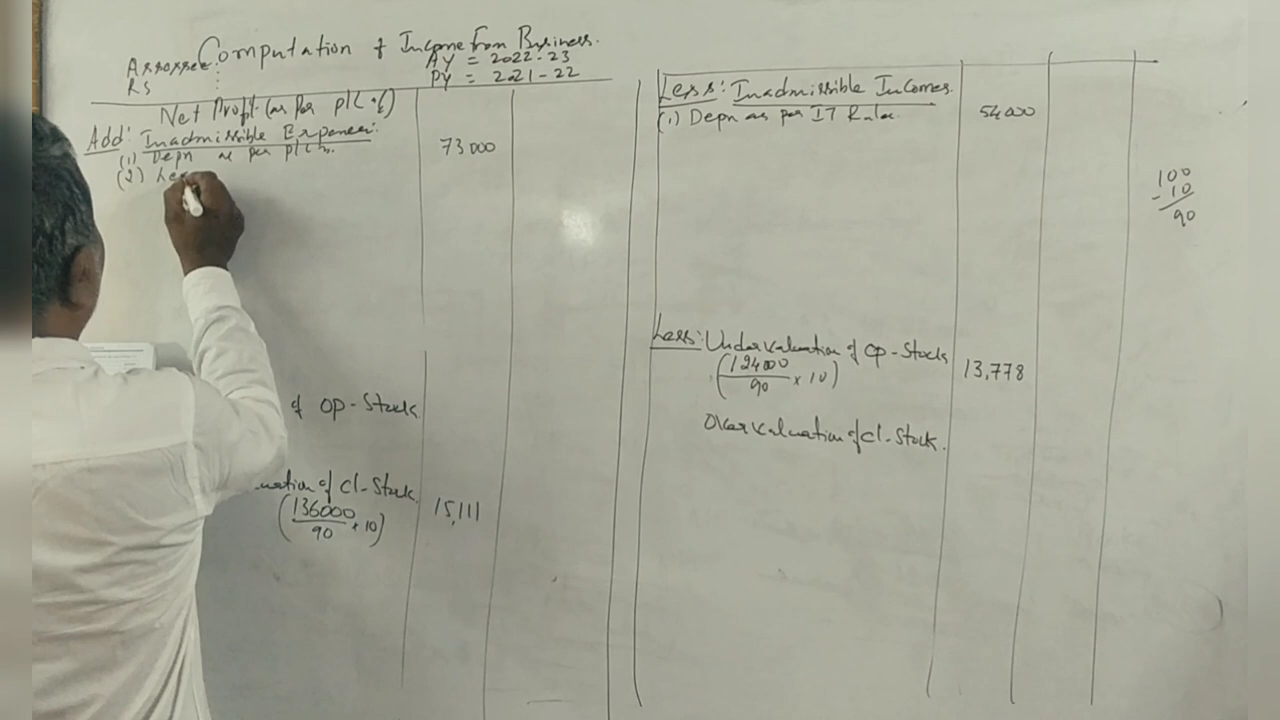 Computation of Income From Business.
Assessee:
AY = 2022-23
RS
PY = 2021-22
Net Profit (as Per P/L A/c)
Add: Inadmissible Expenses:
(1) Depn as per P/L A/c 73000
(2) Le
of OP-Stock
uation of Cl-Stock
(136000/90 × 10) 15,111
Less: Inadmissible Incomes.
(1) Depn as per IT Rules 54000
Less: Undervaluation of OP-Stock
(124000/90 × 10) 13,778
Overvaluation of Cl-Stock.
100
- 10
90